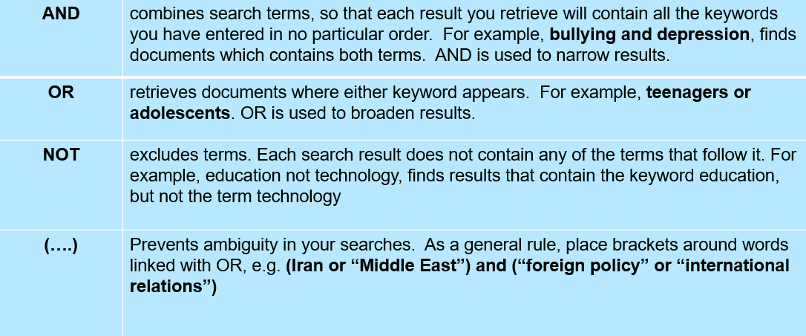 AND combines search terms, so that each result you retrieve will contain all the keywords
you have entered in no particular order.  For example, bullying and depression, finds
documents which contains both terms.  AND is used to narrow results.
OR retrieves documents where either keyword appears.  For example, teenagers or
adolescents. OR is used to broaden results.
NOT excludes terms. Each search result does not contain any of the terms that follow it. For
example, education not technology, finds results that contain the keyword education,
but not the term technology
(....) Prevents ambiguity in your searches.  As a general rule, place brackets around words
linked with OR, e.g. (Iran or “Middle East”) and (“foreign policy” or “international
relations”)